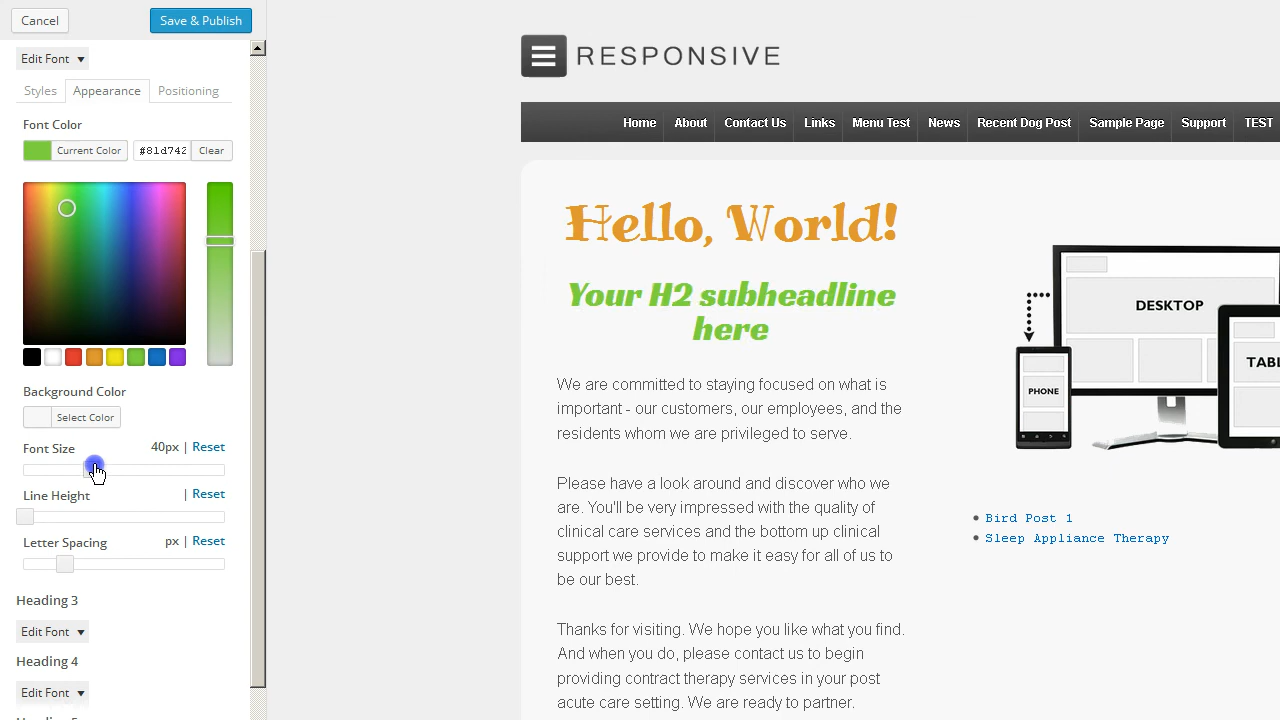 Cancel
Save & Publish
Edit Font
Styles
Appearance
Positioning
Font Color
Current Color
#81d742
Clear
Background Color
Select Color
Font Size
40px | Reset
Line Height
| Reset
Letter Spacing
px | Reset
Heading 3
Edit Font
Heading 4
Edit Font
RESPONSIVE
Home
About
Contact Us
Links
Menu Test
News
Recent Dog Post
Sample Page
Support
TEST
Hello, World!
Your H2 subheadline
here
We are committed to staying focused on what is
important - our customers, our employees, and the
residents whom we are privileged to serve.
Please have a look around and discover who we
are. You'll be very impressed with the quality of
clinical care services and the bottom up clinical
support we provide to make it easy for all of us to
be our best.
Thanks for visiting. We hope you like what you find.
And when you do, please contact us to begin
providing contract therapy services in your post
acute care setting. We are ready to partner.
DESKTOP
PHONE
TABL
Bird Post 1
Sleep Appliance Therapy